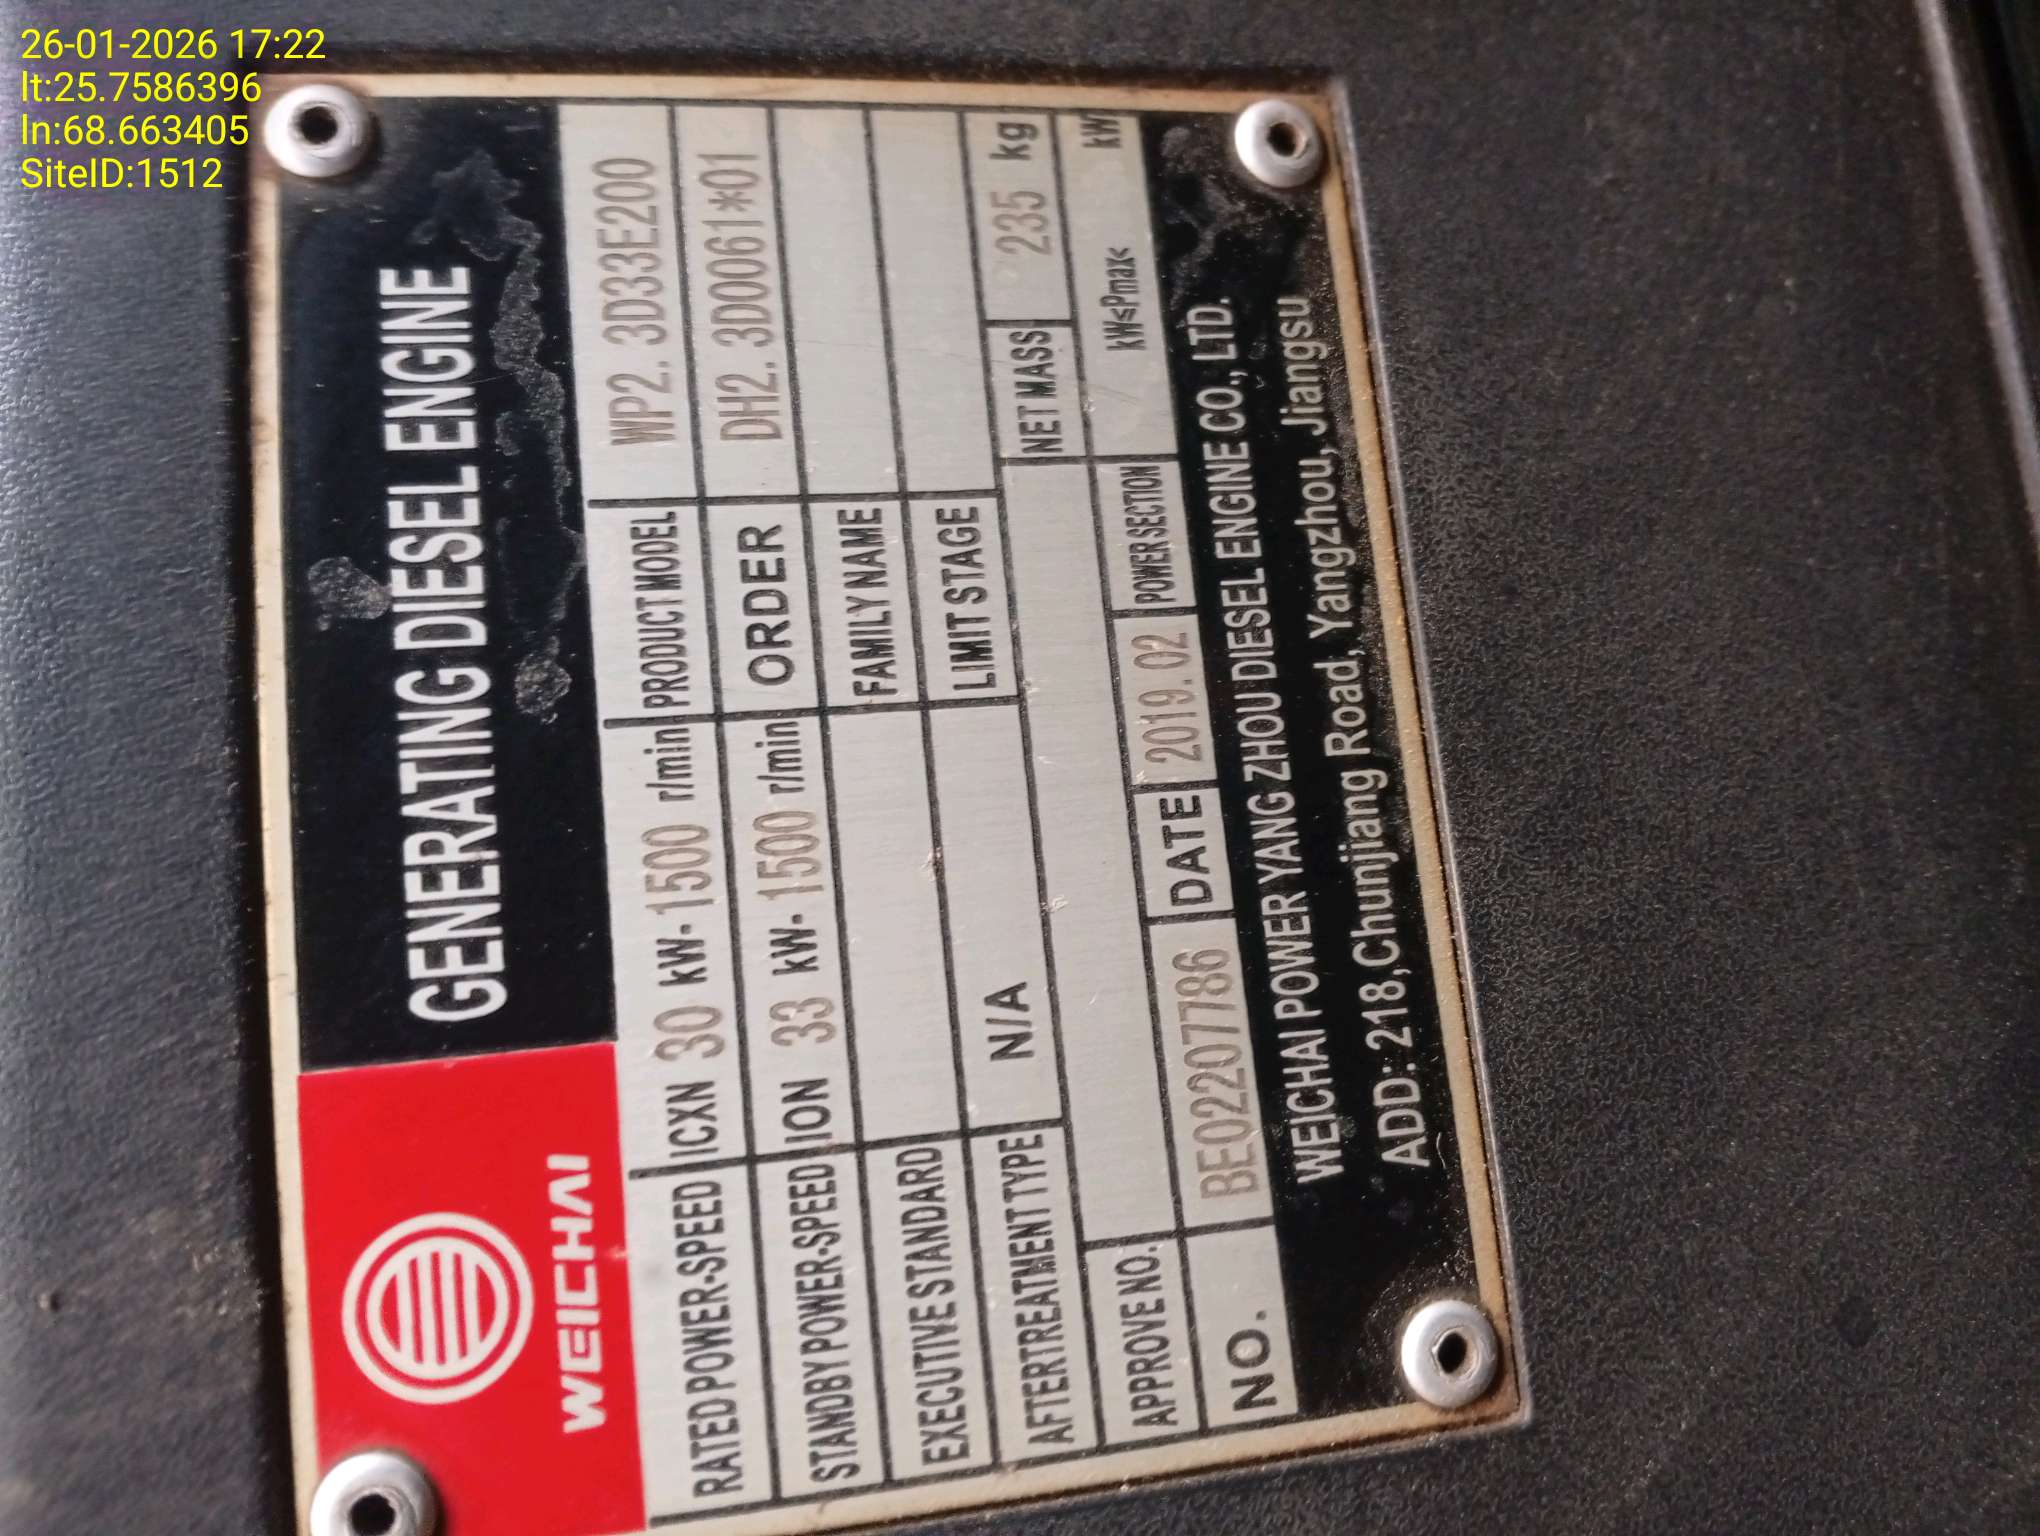 26-01-2026 17:22
lt:25.7586396
ln:68.663405
SiteID:1512
WEICHAI
GENERATING DIESEL ENGINE
RATED POWER-SPEED ICXN 30 kW- 1500 r/min PRODUCT MODEL WP2.3D33E200
STANDBY POWER-SPEED ION 33 kW- 1500 r/min ORDER DH2.3D0061*01
EXECUTIVE STANDARD FAMILY NAME
AFTERTREATMENT TYPE N/A LIMIT STAGE
APPROVE NO. NET MASS 235 kg
NO. BE02207786 DATE 2019.02 POWER SECTION kW≤Pmax< kW
WEICHAI POWER YANG ZHOU DIESEL ENGINE CO., LTD.
ADD: 218, Chunjiang Road, Yangzhou, Jiangsu